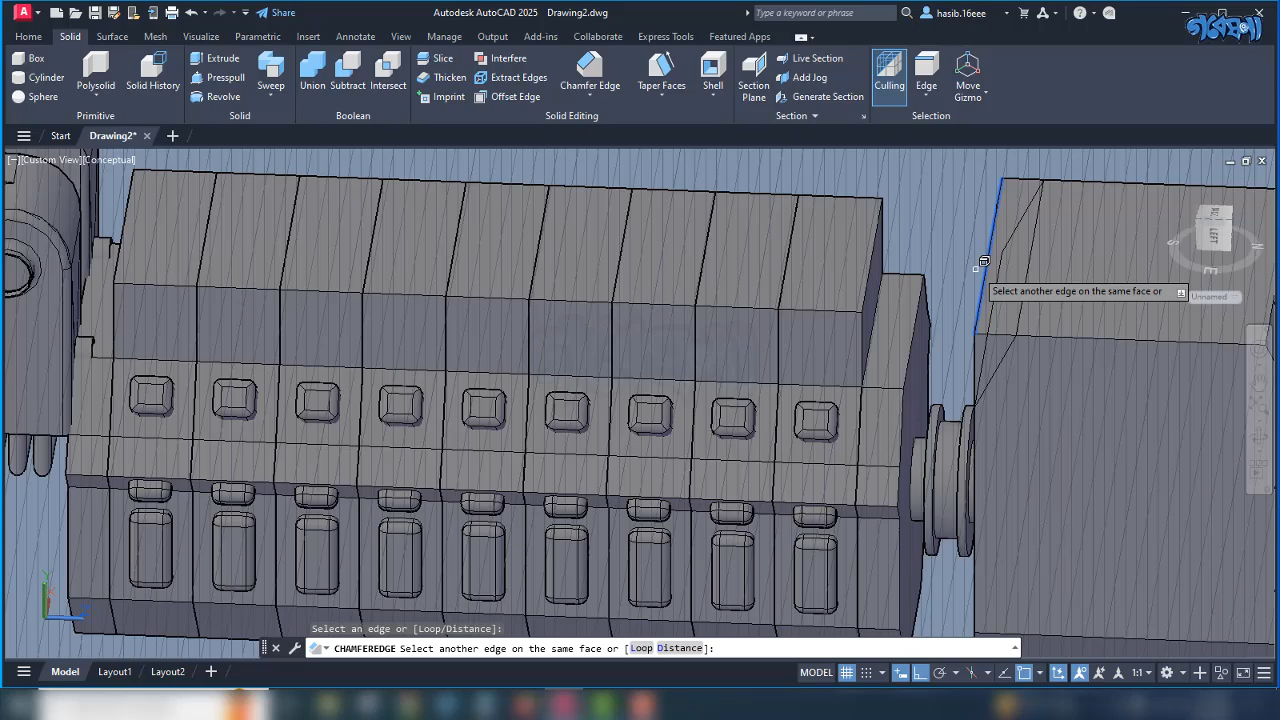 Share
Autodesk AutoCAD 2025 Drawing2.dwg
Type a keyword or phrase
hasib.16eee
গবেষণা
Home Solid Surface Mesh Visualize Parametric Insert Annotate View Manage Output Add-ins Collaborate Express Tools Featured Apps
Box
Cylinder
Sphere
Polysolid
Solid History
Primitive
Extrude
Presspull
Revolve
Sweep
Solid
Union
Subtract
Intersect
Boolean
Slice
Thicken
Imprint
Interfere
Extract Edges
Offset Edge
Chamfer Edge
Taper Faces
Shell
Solid Editing
Section
Plane
Live Section
Add Jog
Generate Section
Section
Culling
Edge
Move
Gizmo
Selection
Start
Drawing2*
[−][Custom View][Conceptual]
LEFT
S
N
E
Select another edge on the same face or
Unnamed
Select an edge or [Loop/Distance]:
CHAMFEREDGE Select another edge on the same face or [Loop Distance]:
Model Layout1 Layout2
MODEL
1:1